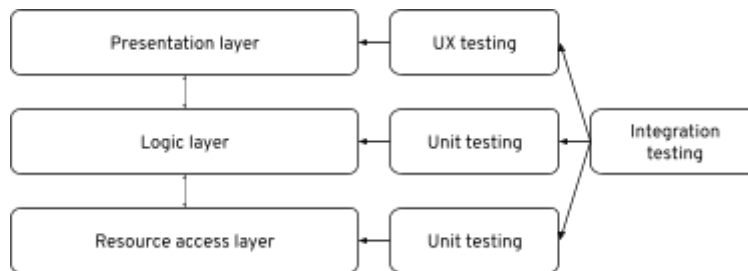 Presentation layer
UX testing
Logic layer
Unit testing
Integration
testing
Resource access layer
Unit testing